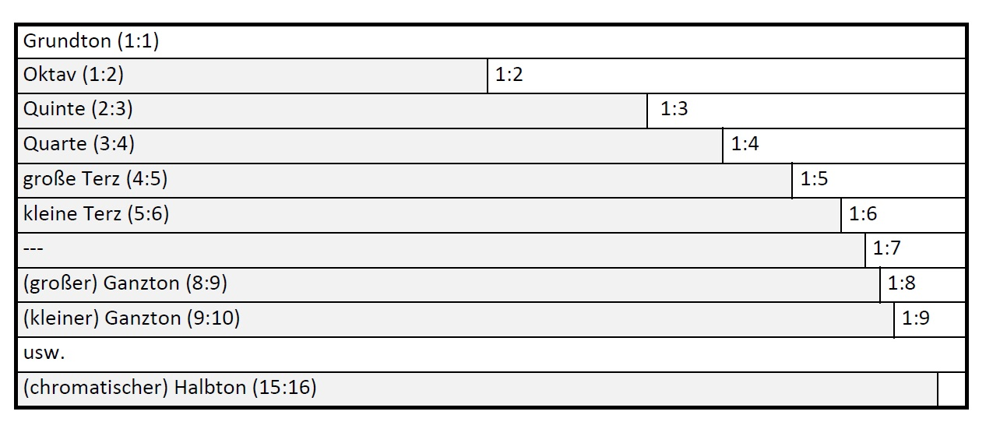 Grundton (1:1)
Oktav (1:2) 1:2
Quinte (2:3) 1:3
Quarte (3:4) 1:4
große Terz (4:5) 1:5
kleine Terz (5:6) 1:6
--- 1:7
(großer) Ganzton (8:9) 1:8
(kleiner) Ganzton (9:10) 1:9
usw.
(chromatischer) Halbton (15:16)